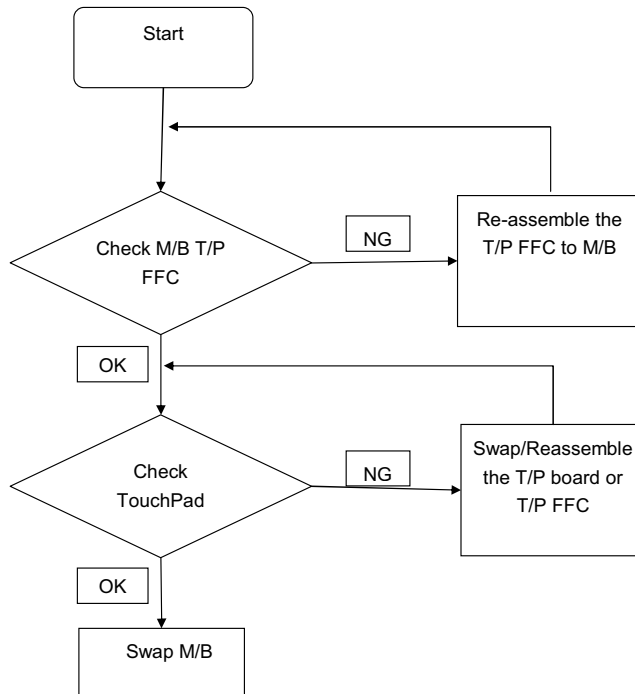 Start
Check M/B T/P
FFC
NG
Re-assemble the
T/P FFC to M/B
OK
Check
TouchPad
NG
Swap/Reassemble
the T/P board or
T/P FFC
OK
Swap M/B